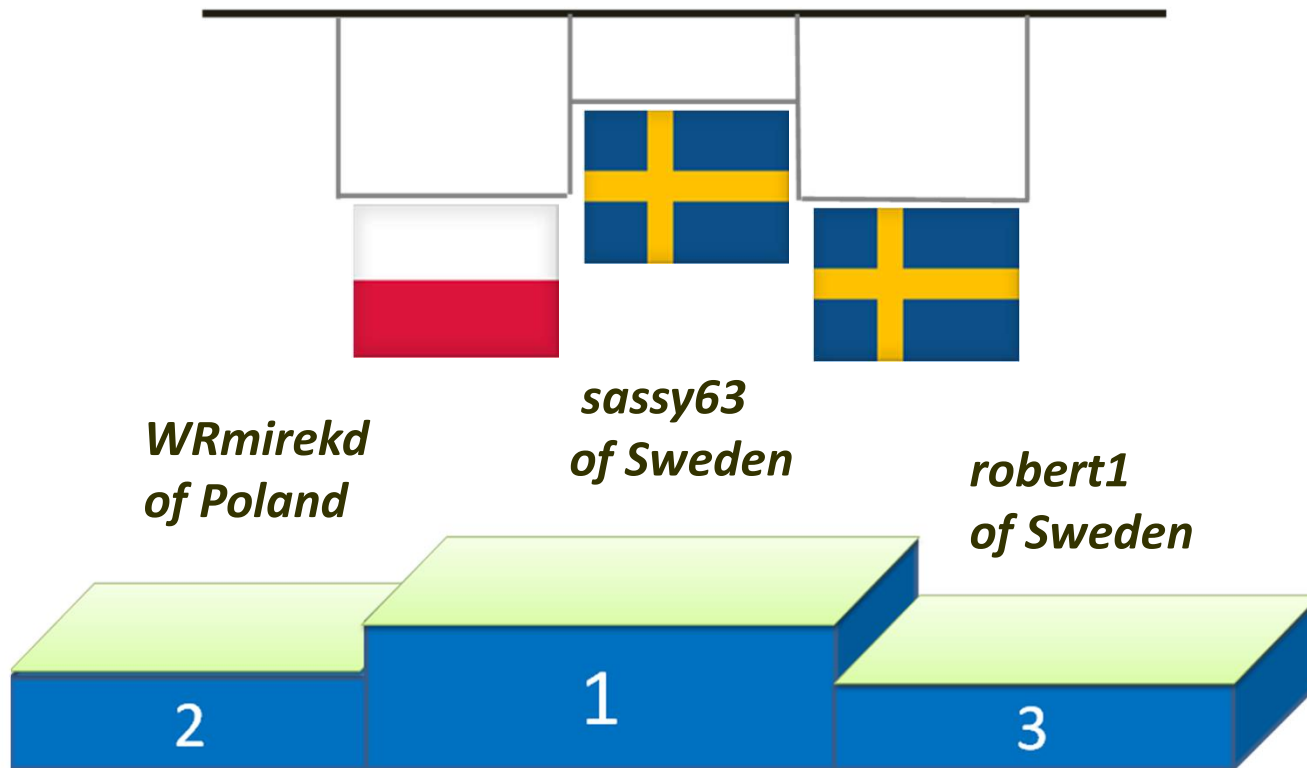 WRmirekd
of Poland
sassy63
of Sweden
robert1
of Sweden
2
1
3